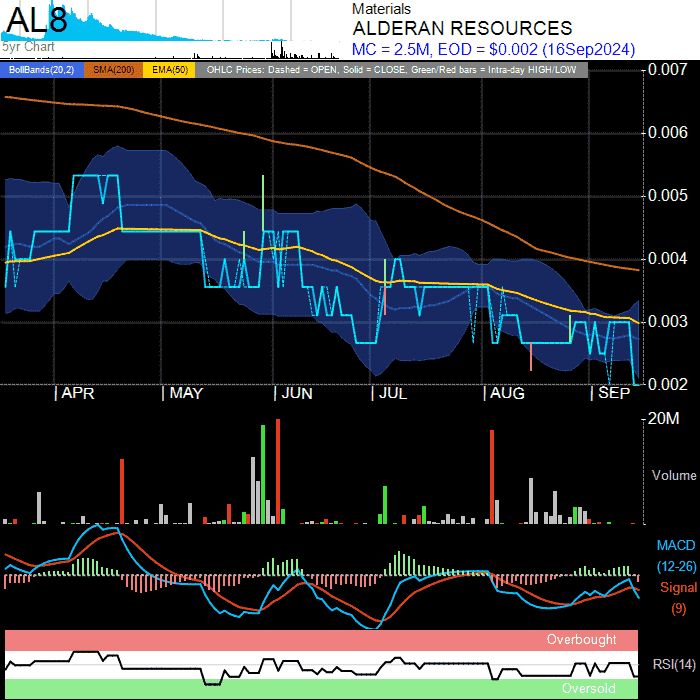 AL8
5yr Chart
Materials
ALDERAN RESOURCES
MC = 2.5M, EOD = $0.002 (16Sep2024)
BollBands(20,2) SMA(200) EMA(50) OHLC Prices: Dashed = OPEN, Solid = CLOSE, Green/Red bars = Intra-day HIGH/LOW
0.007
0.006
0.005
0.004
0.003
0.002
| APR | MAY | JUN | JUL | AUG | SEP
20M
Volume
MACD
(12-26)
Signal
(9)
Overbought
RSI(14)
Oversold